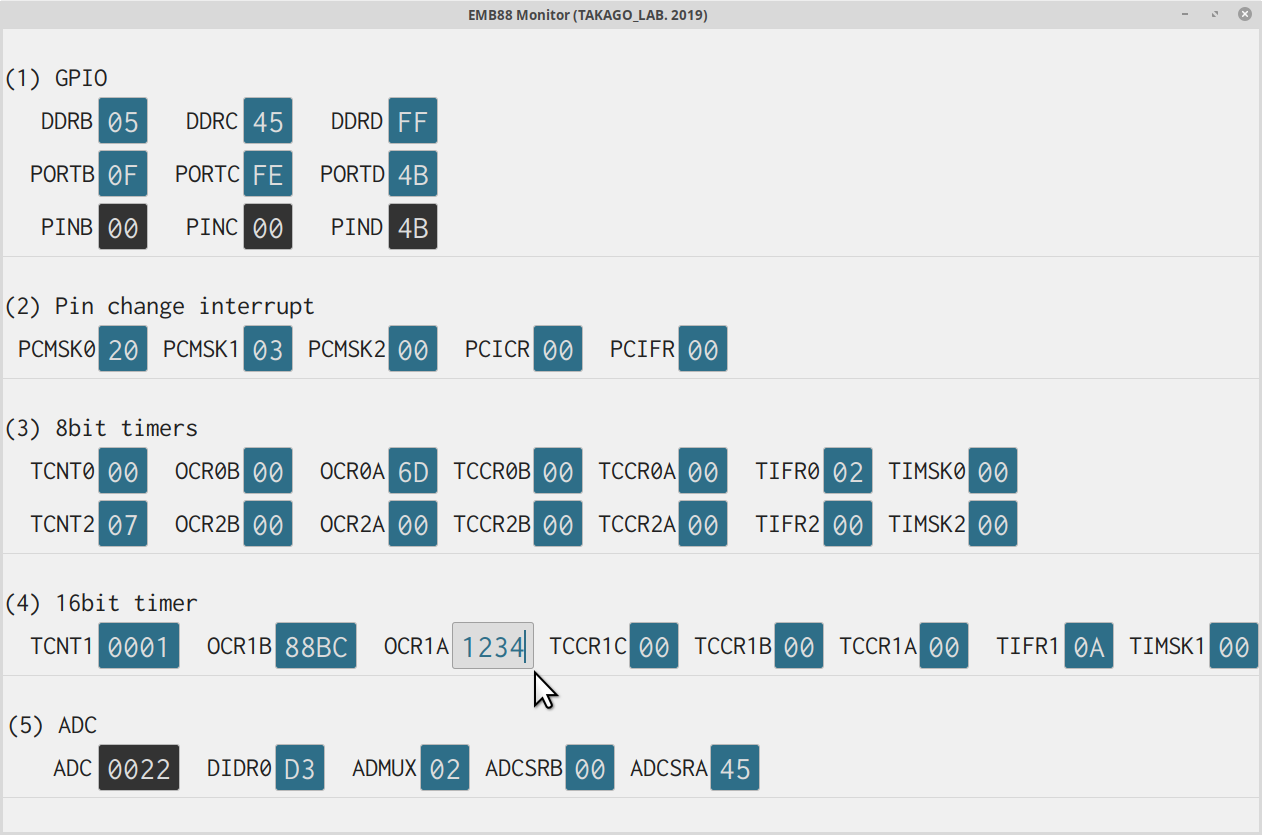 EMB88 Monitor (TAKAGO_LAB. 2019)
(1) GPIO
DDRB 05 DDRC 45 DDRD FF
PORTB 0F PORTC FE PORTD 4B
PINB 00 PINC 00 PIND 4B
(2) Pin change interrupt
PCMSK0 20 PCMSK1 03 PCMSK2 00 PCICR 00 PCIFR 00
(3) 8bit timers
TCNT0 00 OCR0B 00 OCR0A 6D TCCR0B 00 TCCR0A 00 TIFR0 02 TIMSK0 00
TCNT2 07 OCR2B 00 OCR2A 00 TCCR2B 00 TCCR2A 00 TIFR2 00 TIMSK2 00
(4) 16bit timer
TCNT1 0001 OCR1B 88BC OCR1A 1234 TCCR1C 00 TCCR1B 00 TCCR1A 00 TIFR1 0A TIMSK1 00
(5) ADC
ADC 0022 DIDR0 D3 ADMUX 02 ADCSRB 00 ADCSRA 45